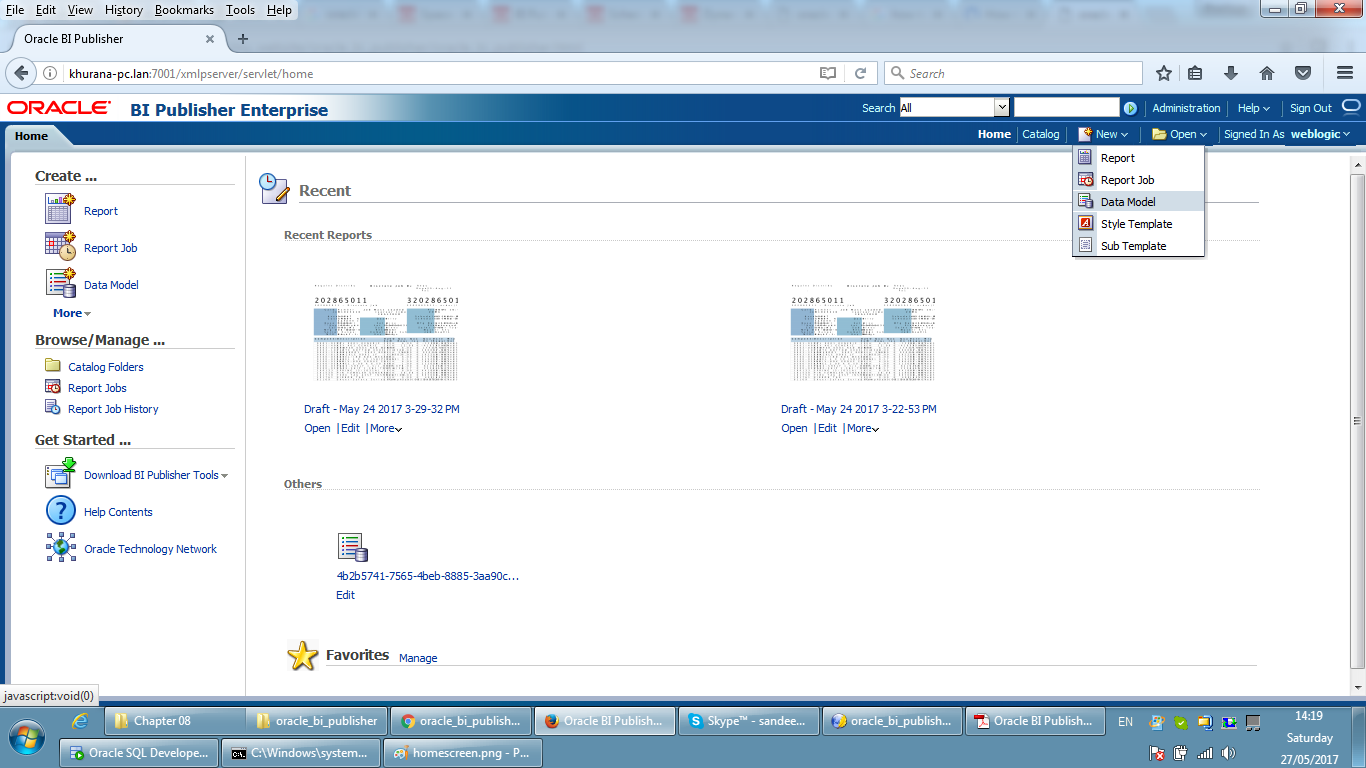 File Edit View History Bookmarks Tools Help
Oracle BI Publisher
khurana-pc.lan:7001/xmlpserver/servlet/home
Search
ORACLE BI Publisher Enterprise
Search All Administration Help Sign Out
Home
Home Catalog New Open Signed In As weblogic
Report
Report Job
Data Model
Style Template
Sub Template
Create ...
Report
Report Job
Data Model
More
Browse/Manage ...
Catalog Folders
Report Jobs
Report Job History
Get Started ...
Download BI Publisher Tools
Help Contents
Oracle Technology Network
Recent
Recent Reports
202865011 320286501
202865011 320286501
Draft - May 24 2017 3-29-32 PM
Open |Edit |More
Draft - May 24 2017 3-22-53 PM
Open |Edit |More
Others
4b2b5741-7565-4beb-8885-3aa90c...
Edit
Favorites Manage
javascript:void(0)
Chapter 08 oracle_bi_publisher oracle_bi_publish... Oracle BI Publish... Skype™ - sandee... oracle_bi_publish... Oracle BI Publish... EN 14:19
Oracle SQL Develope... C:\Windows\system... homescreen.png - P... Saturday
27/05/2017